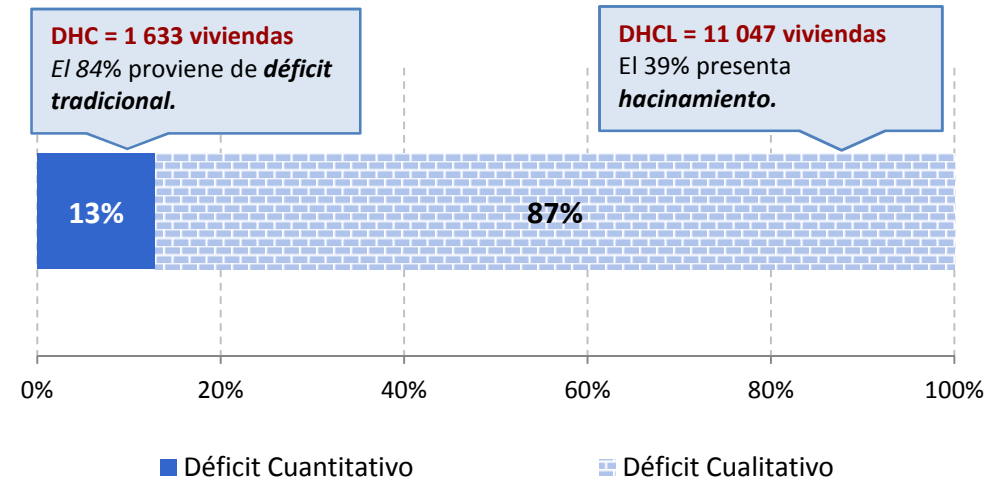 DHC = 1 633 viviendas
El 84% proviene de déficit
tradicional.
DHCL = 11 047 viviendas
El 39% presenta
hacinamiento.
13%
87%
0%
20%
40%
60%
80%
100%
Déficit Cuantitativo
Déficit Cualitativo